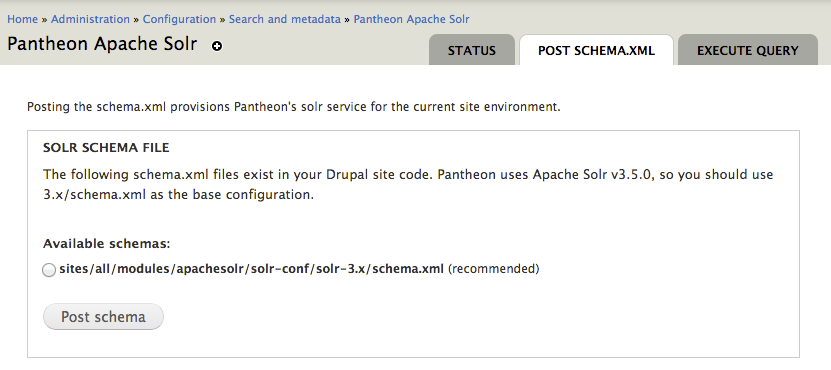 Home » Administration » Configuration » Search and metadata » Pantheon Apache Solr
Pantheon Apache Solr
STATUS
POST SCHEMA.XML
EXECUTE QUERY
Posting the schema.xml provisions Pantheon's solr service for the current site environment.
SOLR SCHEMA FILE
The following schema.xml files exist in your Drupal site code. Pantheon uses Apache Solr v3.5.0, so you should use
3.x/schema.xml as the base configuration.
Available schemas:
sites/all/modules/apachesolr/solr-conf/solr-3.x/schema.xml (recommended)
Post schema